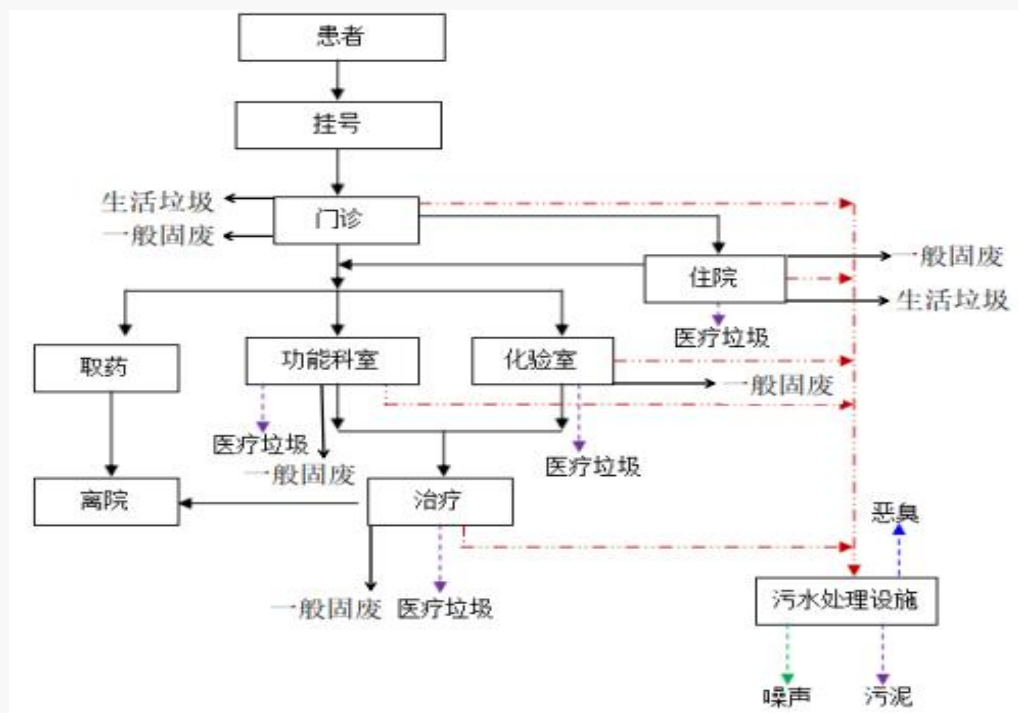 患者
挂号
生活垃圾
门诊
一般固废
一般固废
住院
生活垃圾
医疗垃圾
取药
功能科室
化验室
一般固废
医疗垃圾
一般固废
医疗垃圾
离院
治疗
恶臭
一般固废
医疗垃圾
污水处理设施
噪声
污泥